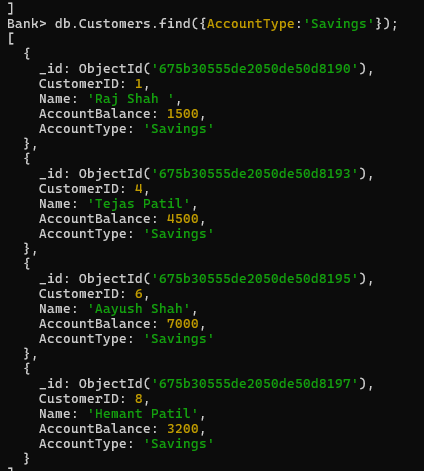 ]
Bank> db.Customers.find({AccountType:'Savings'});
[
  {
    _id: ObjectId('675b30555de2050de50d8190'),
    CustomerID: 1,
    Name: 'Raj Shah ',
    AccountBalance: 1500,
    AccountType: 'Savings'
  },
  {
    _id: ObjectId('675b30555de2050de50d8193'),
    CustomerID: 4,
    Name: 'Tejas Patil',
    AccountBalance: 4500,
    AccountType: 'Savings'
  },
  {
    _id: ObjectId('675b30555de2050de50d8195'),
    CustomerID: 6,
    Name: 'Aayush Shah',
    AccountBalance: 7000,
    AccountType: 'Savings'
  },
  {
    _id: ObjectId('675b30555de2050de50d8197'),
    CustomerID: 8,
    Name: 'Hemant Patil',
    AccountBalance: 3200,
    AccountType: 'Savings'
  }
]